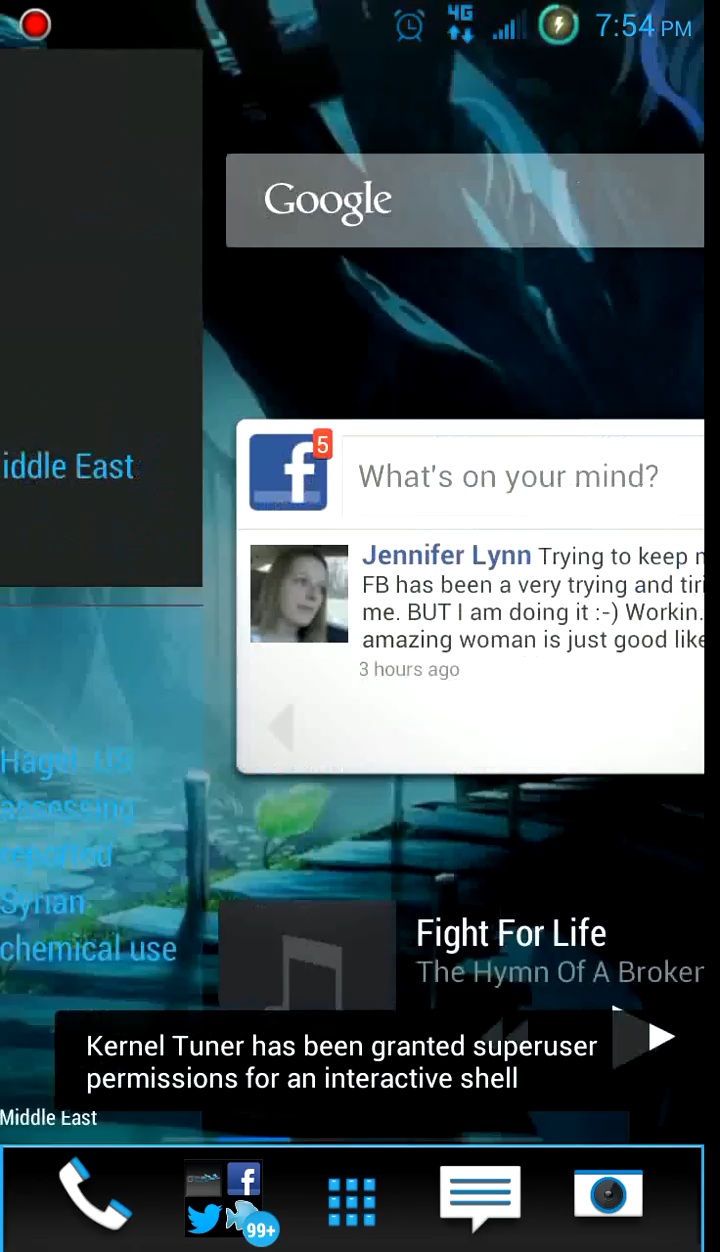 4G
7:54 PM
Google
iddle East
5
What's on your mind?
Jennifer Lynn Trying to keep
FB has been a very trying and
me. BUT I am doing it :-) Workin.
amazing woman is just good like
3 hours ago
Hagel: US
assessing
reported
Syrian
chemical use
Fight For Life
The Hymn Of A Broken
Kernel Tuner has been granted superuser
permissions for an interactive shell
Middle East
99+